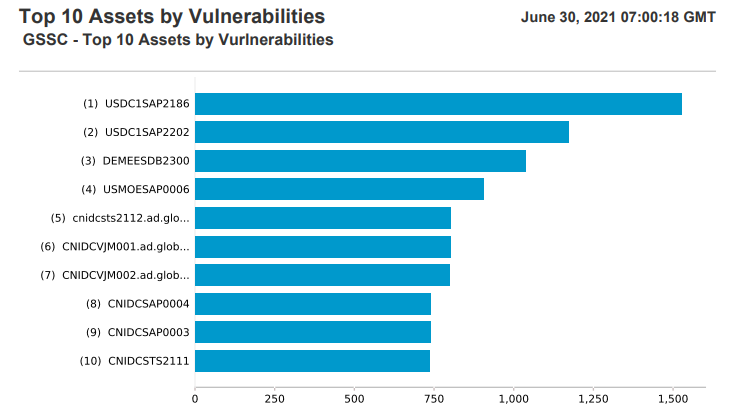 Top 10 Assets by Vulnerabilities
June 30, 2021 07:00:18 GMT
GSSC - Top 10 Assets by Vurlnerabilities
(1) USDC1SAP2186
(2) USDC1SAP2202
(3) DEMEESDB2300
(4) USMOESAP0006
(5) cnidcsts2112.ad.glo...
(6) CNIDCVJM001.ad.glob...
(7) CNIDCVJM002.ad.glob...
(8) CNIDCSAP0004
(9) CNIDCSAP0003
(10) CNIDCSTS2111
0 250 500 750 1,000 1,250 1,500